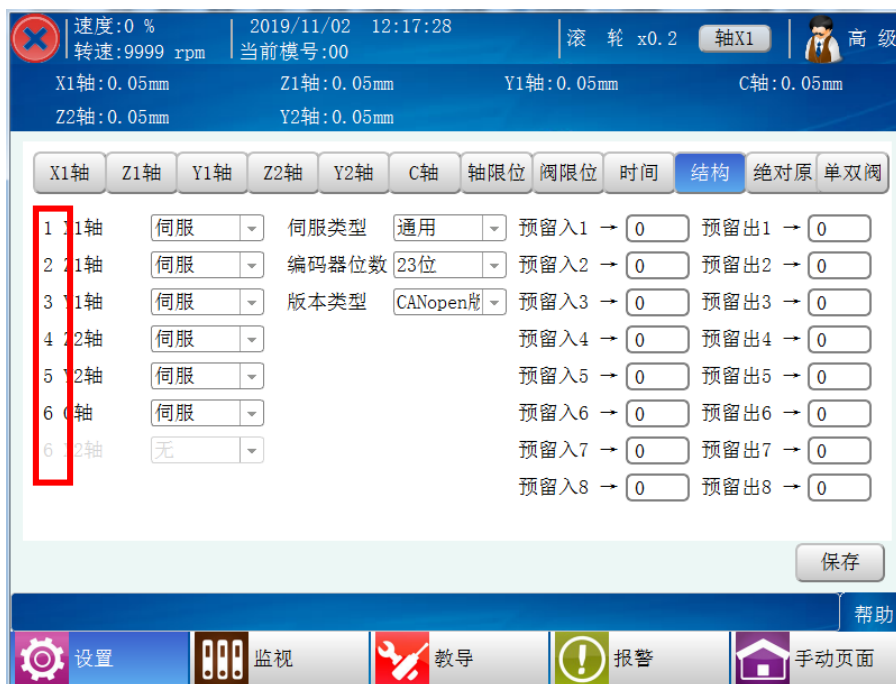 速度:0 % 2019/11/02 12:17:28 滚 轮 x0.2 轴X1 高 级
转速:9999 rpm 当前模号:00
X1轴:0.05mm Z1轴:0.05mm Y1轴:0.05mm C轴:0.05mm
Z2轴:0.05mm Y2轴:0.05mm
X1轴 Z1轴 Y1轴 Z2轴 Y2轴 C轴 轴限位 阀限位 时间 结构 绝对原 单双阀
1 X1轴 伺服 伺服类型 通用 预留入1 → 0 预留出1 → 0
2 Z1轴 伺服 编码器位数 23位 预留入2 → 0 预留出2 → 0
3 Y1轴 伺服 版本类型 CANopen版 预留入3 → 0 预留出3 → 0
4 Z2轴 伺服 预留入4 → 0 预留出4 → 0
5 Y2轴 伺服 预留入5 → 0 预留出5 → 0
6 C轴 伺服 预留入6 → 0 预留出6 → 0
6 X2轴 无 预留入7 → 0 预留出7 → 0
预留入8 → 0 预留出8 → 0
保存
帮助
设置 监视 教导 报警 手动页面